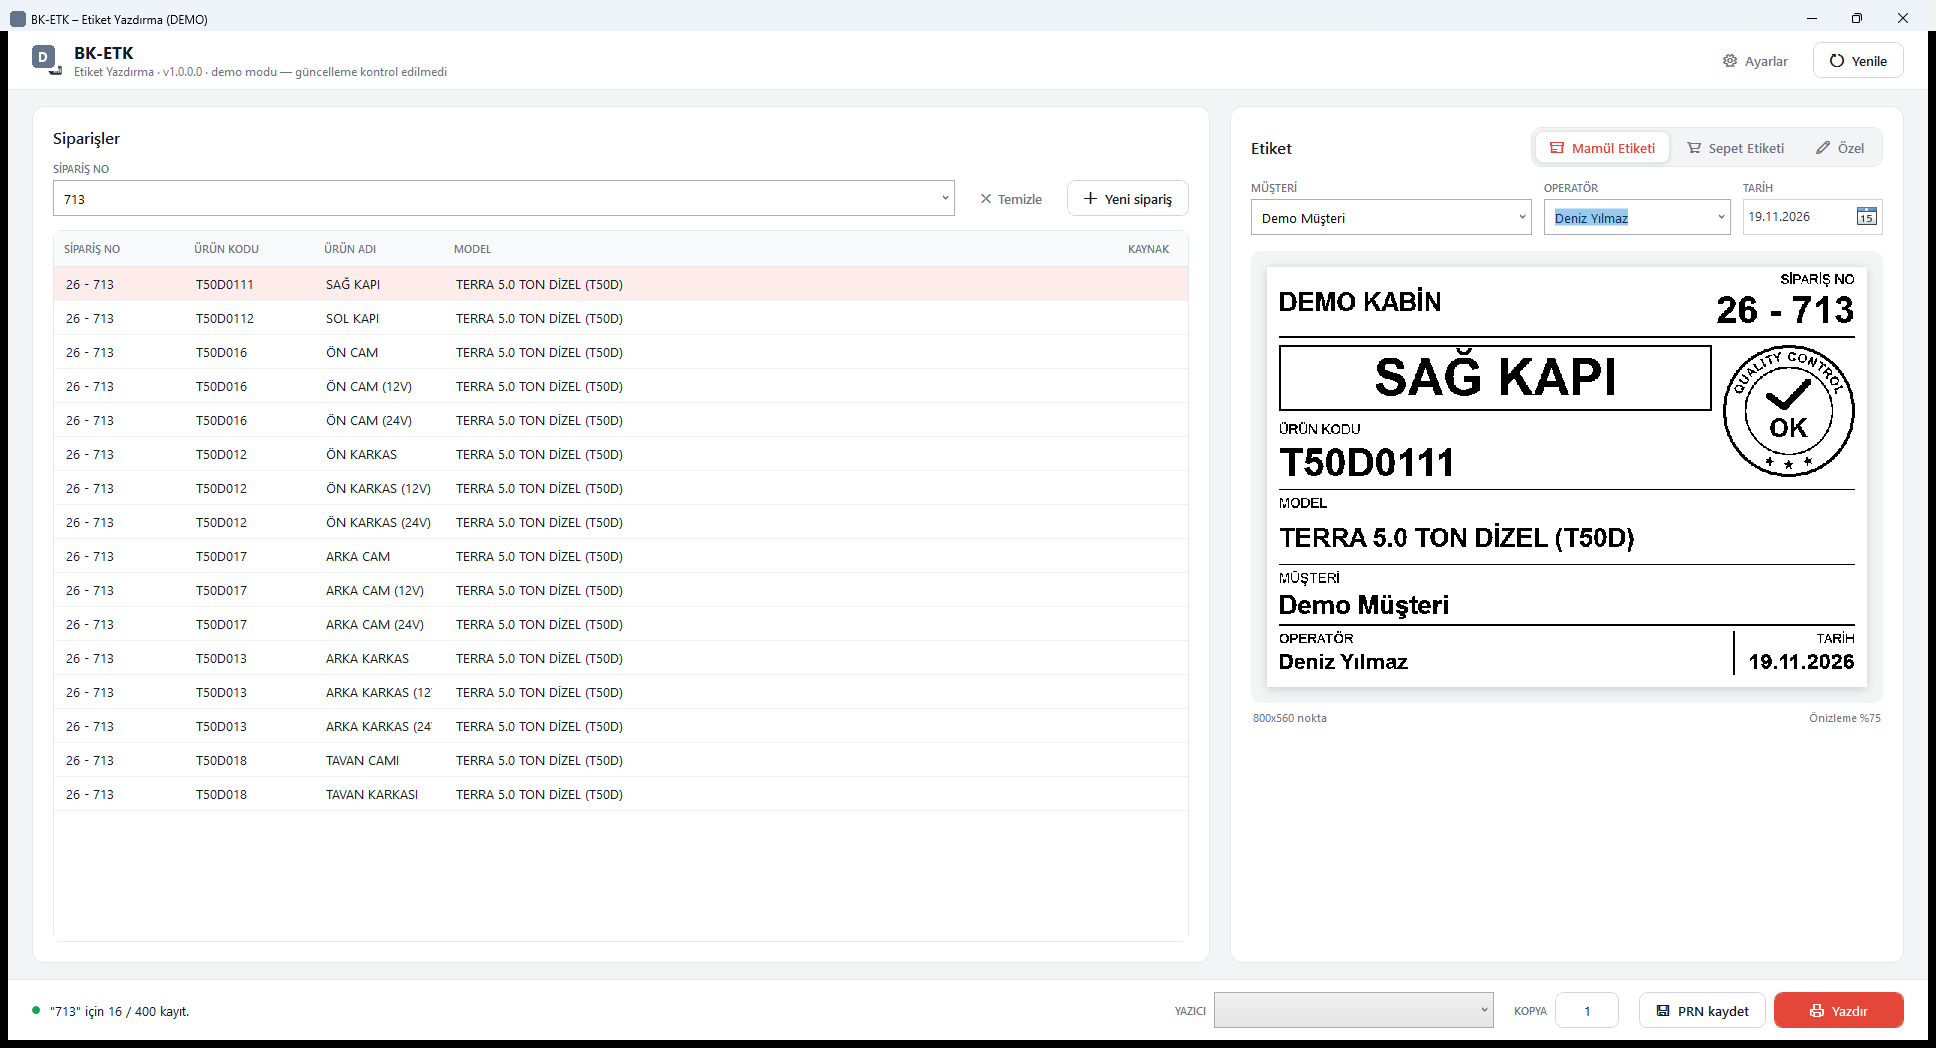 BK-ETK – Etiket Yazdırma (DEMO)
D
BK-ETK
Etiket Yazdırma · v1.0.0.0 · demo modu — güncelleme kontrol edilmedi
Ayarlar
Yenile
Siparişler
SİPARİŞ NO
713
Temizle
Yeni sipariş
SİPARİŞ NO ÜRÜN KODU ÜRÜN ADI MODEL KAYNAK
26 - 713 T50D0111 SAĞ KAPI TERRA 5.0 TON DİZEL (T50D)
26 - 713 T50D0112 SOL KAPI TERRA 5.0 TON DİZEL (T50D)
26 - 713 T50D016 ÖN CAM TERRA 5.0 TON DİZEL (T50D)
26 - 713 T50D016 ÖN CAM (12V) TERRA 5.0 TON DİZEL (T50D)
26 - 713 T50D016 ÖN CAM (24V) TERRA 5.0 TON DİZEL (T50D)
26 - 713 T50D012 ÖN KARKAS TERRA 5.0 TON DİZEL (T50D)
26 - 713 T50D012 ÖN KARKAS (12V) TERRA 5.0 TON DİZEL (T50D)
26 - 713 T50D012 ÖN KARKAS (24V) TERRA 5.0 TON DİZEL (T50D)
26 - 713 T50D017 ARKA CAM TERRA 5.0 TON DİZEL (T50D)
26 - 713 T50D017 ARKA CAM (12V) TERRA 5.0 TON DİZEL (T50D)
26 - 713 T50D017 ARKA CAM (24V) TERRA 5.0 TON DİZEL (T50D)
26 - 713 T50D013 ARKA KARKAS TERRA 5.0 TON DİZEL (T50D)
26 - 713 T50D013 ARKA KARKAS (12 TERRA 5.0 TON DİZEL (T50D)
26 - 713 T50D013 ARKA KARKAS (24 TERRA 5.0 TON DİZEL (T50D)
26 - 713 T50D018 TAVAN CAMI TERRA 5.0 TON DİZEL (T50D)
26 - 713 T50D018 TAVAN KARKASI TERRA 5.0 TON DİZEL (T50D)
Etiket
Mamül Etiketi
Sepet Etiketi
Özel
MÜŞTERİ OPERATÖR TARİH
Demo Müşteri Deniz Yılmaz 19.11.2026 15
SİPARİŞ NO
DEMO KABİN
26 - 713
SAĞ KAPI
QUALITY CONTROL
OK
ÜRÜN KODU
T50D0111
MODEL
TERRA 5.0 TON DİZEL (T50D)
MÜŞTERİ
Demo Müşteri
OPERATÖR TARİH
Deniz Yılmaz 19.11.2026
800x560 nokta
Önizleme %75
"713" için 16 / 400 kayıt.
YAZICI
KOPYA 1
PRN kaydet
Yazdır